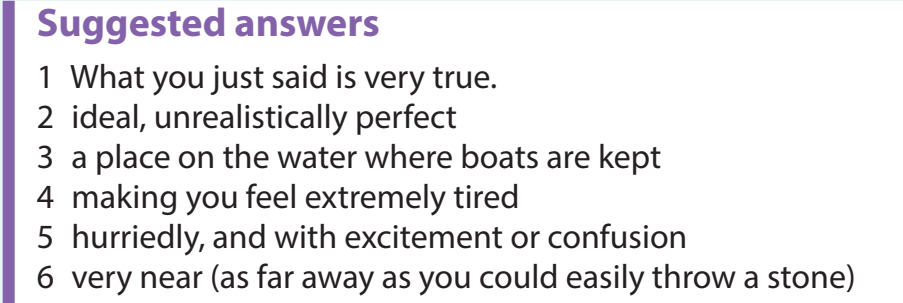 Suggested answers
1 What you just said is very true.
2 ideal, unrealistically perfect
3 a place on the water where boats are kept
4 making you feel extremely tired
5 hurriedly, and with excitement or confusion
6 very near (as far away as you could easily throw a stone)